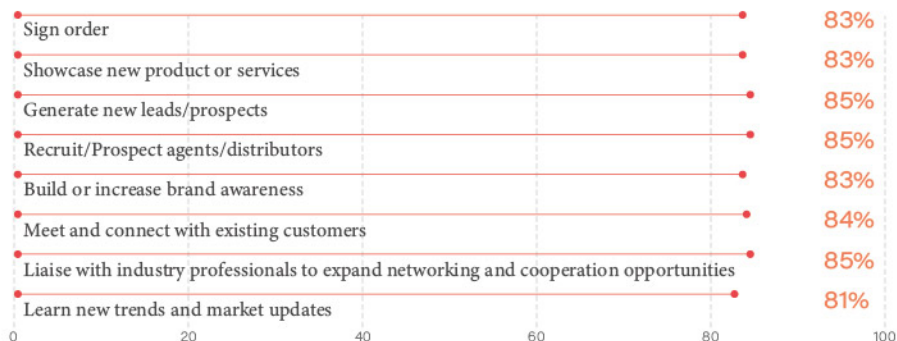 Sign order 83%
Showcase new product or services 83%
Generate new leads/prospects 85%
Recruit/Prospect agents/distributors 85%
Build or increase brand awareness 83%
Meet and connect with existing customers 84%
Liaise with industry professionals to expand networking and cooperation opportunities 85%
Learn new trends and market updates 81%
0 20 40 60 80 100